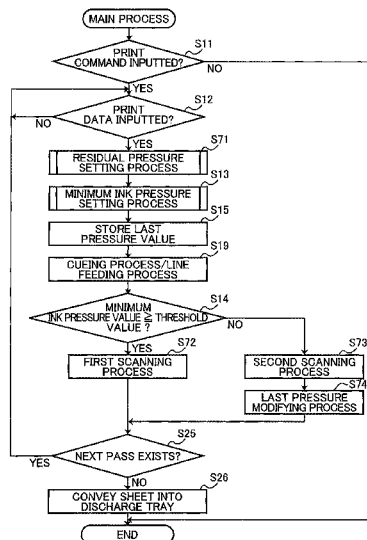 MAIN PROCESS
S11
PRINT
COMMAND INPUTTED?
NO
YES
S12
PRINT
DATA INPUTTED?
NO
YES
S71
RESIDUAL PRESSURE
SETTING PROCESS
S13
MINIMUM INK PRESSURE
SETTING PROCESS
S15
STORE LAST
PRESSURE VALUE
S19
CUEING PROCESS/LINE
FEEDING PROCESS
S14
MINIMUM
INK PRESSURE VALUE ≧ THRESHOLD
VALUE ?
NO
YES
S72
FIRST SCANNING
PROCESS
S73
SECOND SCANNING
PROCESS
S74
LAST PRESSURE
MODIFYING PROCESS
S25
NEXT PASS EXISTS?
YES
NO
S26
CONVEY SHEET INTO
DISCHARGE TRAY
END